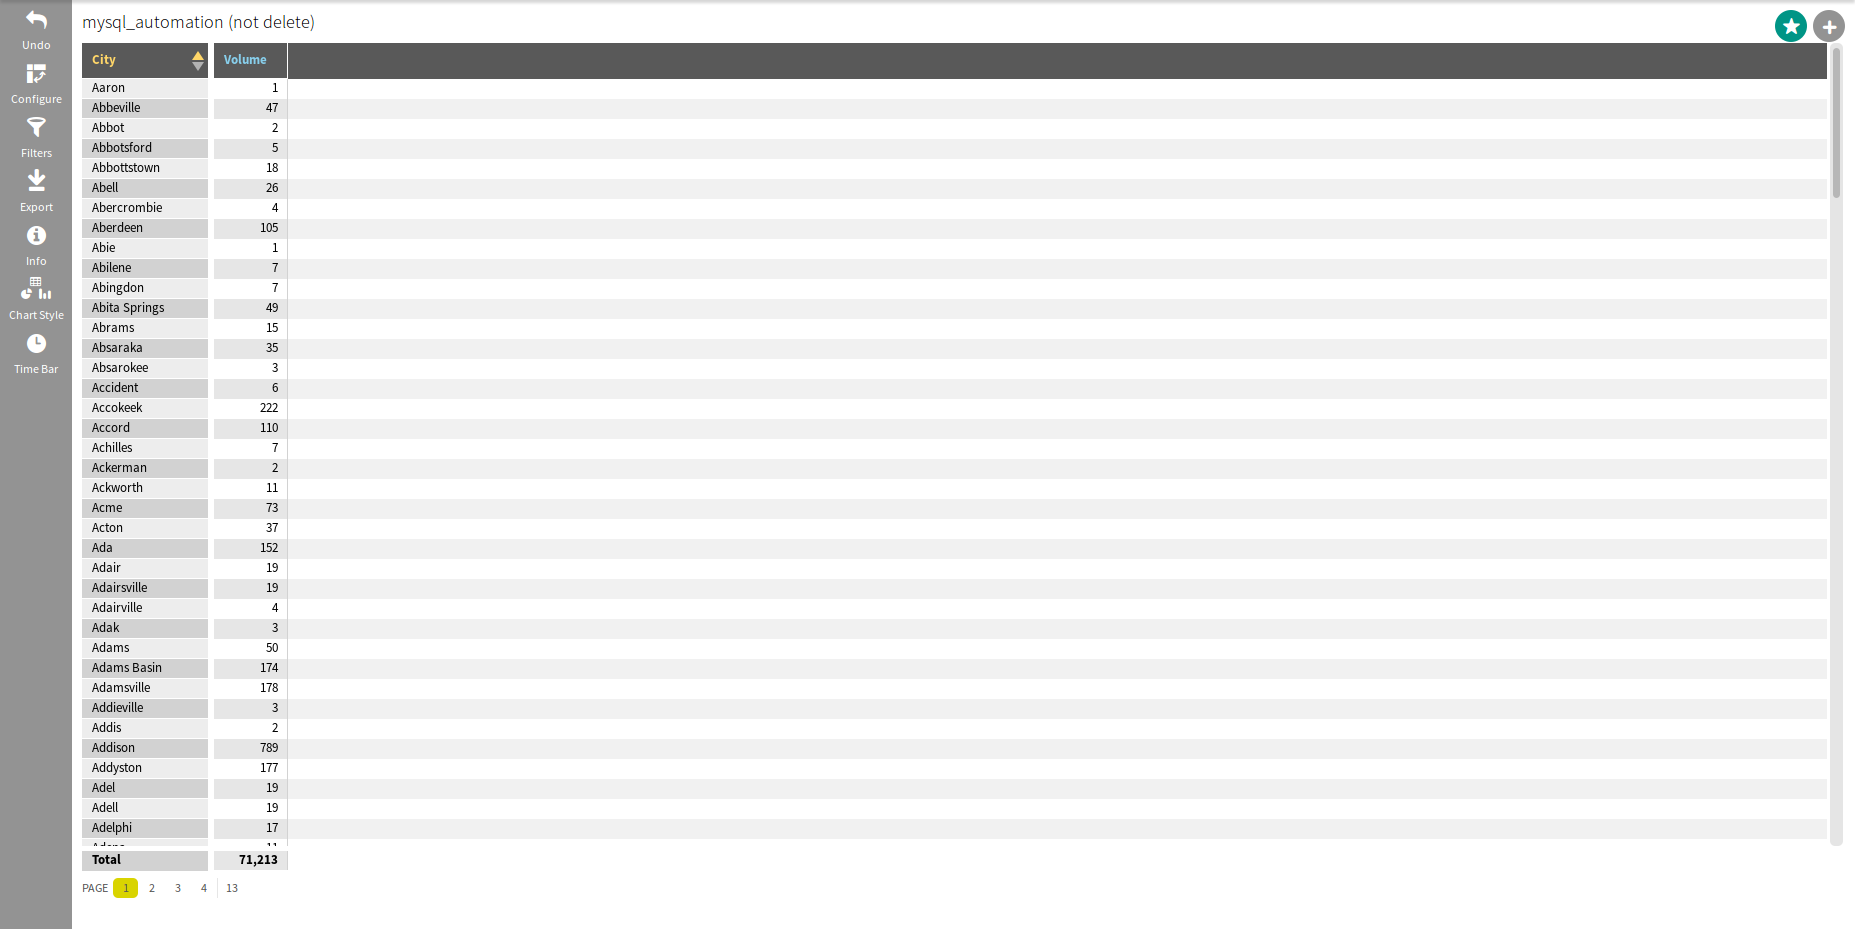 mysql_automation (not delete)
Undo
Configure
Filters
Export
Info
Chart Style
Time Bar
City Volume
Aaron 1
Abbeville 47
Abbot 2
Abbotsford 5
Abbottstown 18
Abell 26
Abercrombie 4
Aberdeen 105
Abie 1
Abilene 7
Abingdon 7
Abita Springs 49
Abrams 15
Absaraka 35
Absarokee 3
Accident 6
Accokeek 222
Accord 110
Achilles 7
Ackerman 2
Ackworth 11
Acme 73
Acton 37
Ada 152
Adair 19
Adairsville 19
Adairville 4
Adak 3
Adams 50
Adams Basin 174
Adamsville 178
Addieville 3
Addis 2
Addison 789
Addyston 177
Adel 19
Adell 19
Adelphi 17
Total 71,213
PAGE 1 2 3 4 13